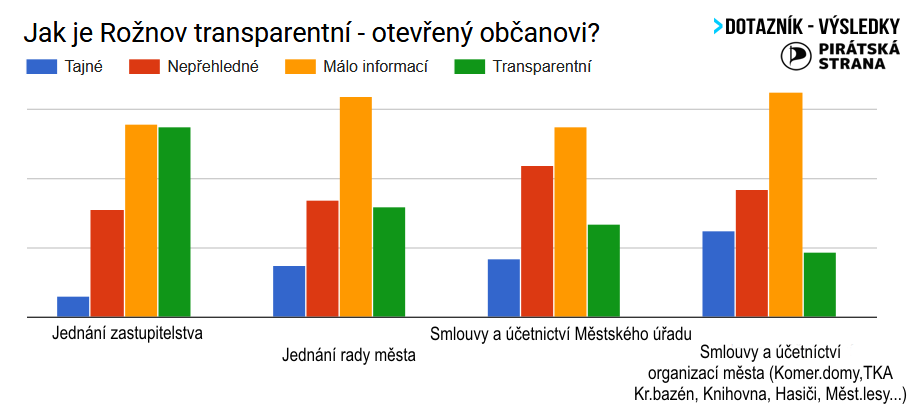 Jak je Rožnov transparentní - otevřený občanovi?
>DOTAZNÍK - VÝSLEDKY
PIRÁTSKÁ
STRANA
Tajné
Nepřehledné
Málo informací
Transparentní
Jednání zastupitelstva
Jednání rady města
Smlouvy a účetnictví Městského úřadu
Smlouvy a účetníctví
organizací města (Komer.domy,TKA
Kr.bazén, Knihovna, Hasiči, Měst.lesy...)